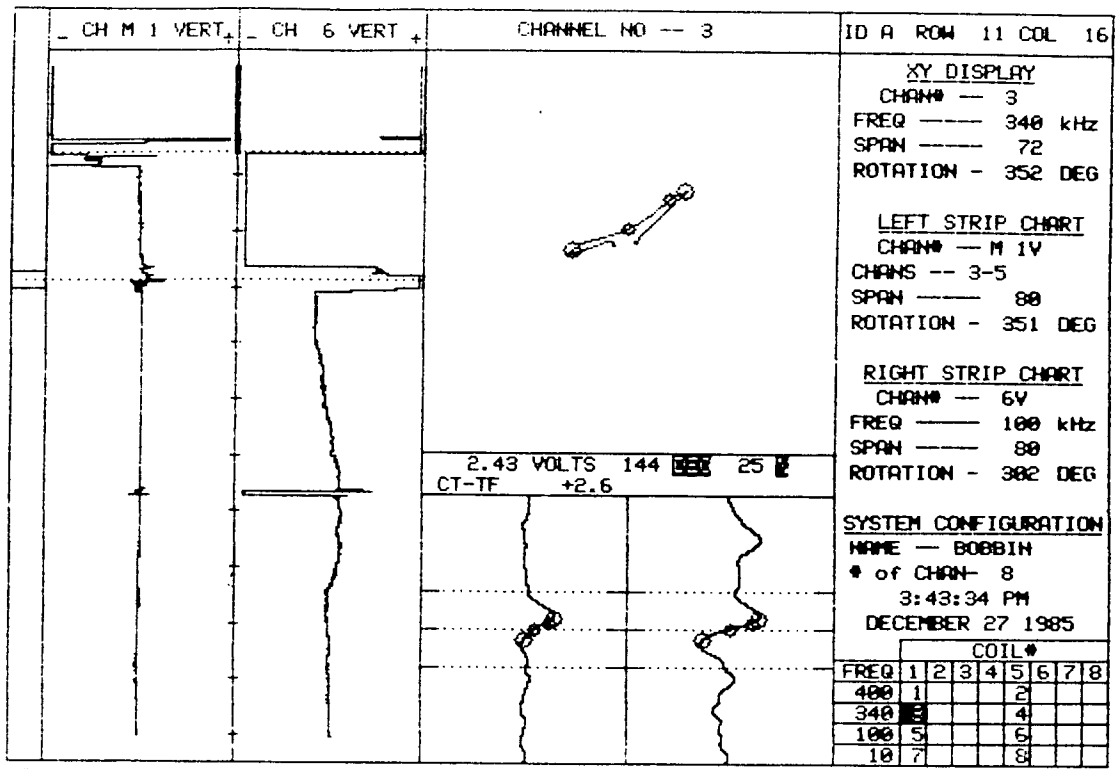 _ CH M 1 VERT + _ CH 6 VERT +
CHANNEL NO -- 3
ID A ROW 11 COL 16
XY DISPLAY
CHAN# -- 3
FREQ ----- 340 kHz
SPAN ----- 72
ROTATION - 352 DEG
LEFT STRIP CHART
CHAN# -- M 1V
CHANS -- 3-5
SPAN ----- 80
ROTATION - 351 DEG
RIGHT STRIP CHART
CHAN# -- 6V
FREQ ----- 100 kHz
SPAN ----- 80
ROTATION - 302 DEG
2.43 VOLTS 144 25
CT-TF +2.6
SYSTEM CONFIGURATION
NAME -- BOBBIN
# of CHAN- 8
3:43:34 PM
DECEMBER 27 1985
COIL#
FREQ 1 2 3 4 5 6 7 8
400 1 2
340 3 4
100 5 6
10 7 8